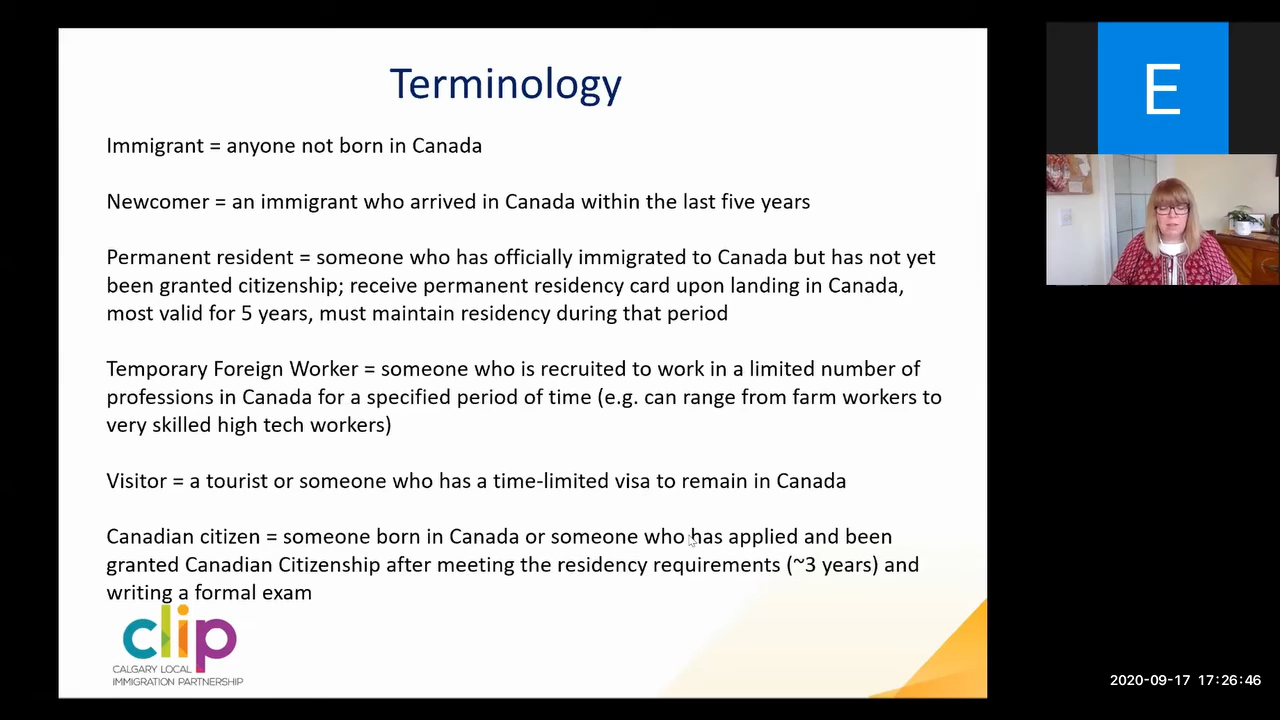 Terminology
Immigrant = anyone not born in Canada
Newcomer = an immigrant who arrived in Canada within the last five years
Permanent resident = someone who has officially immigrated to Canada but has not yet
been granted citizenship; receive permanent residency card upon landing in Canada,
most valid for 5 years, must maintain residency during that period
Temporary Foreign Worker = someone who is recruited to work in a limited number of
professions in Canada for a specified period of time (e.g. can range from farm workers to
very skilled high tech workers)
Visitor = a tourist or someone who has a time-limited visa to remain in Canada
Canadian citizen = someone born in Canada or someone who has applied and been
granted Canadian Citizenship after meeting the residency requirements (~3 years) and
writing a formal exam
clip
CALGARY LOCAL
IMMIGRATION PARTNERSHIP
E
2020-09-17 17:26:46